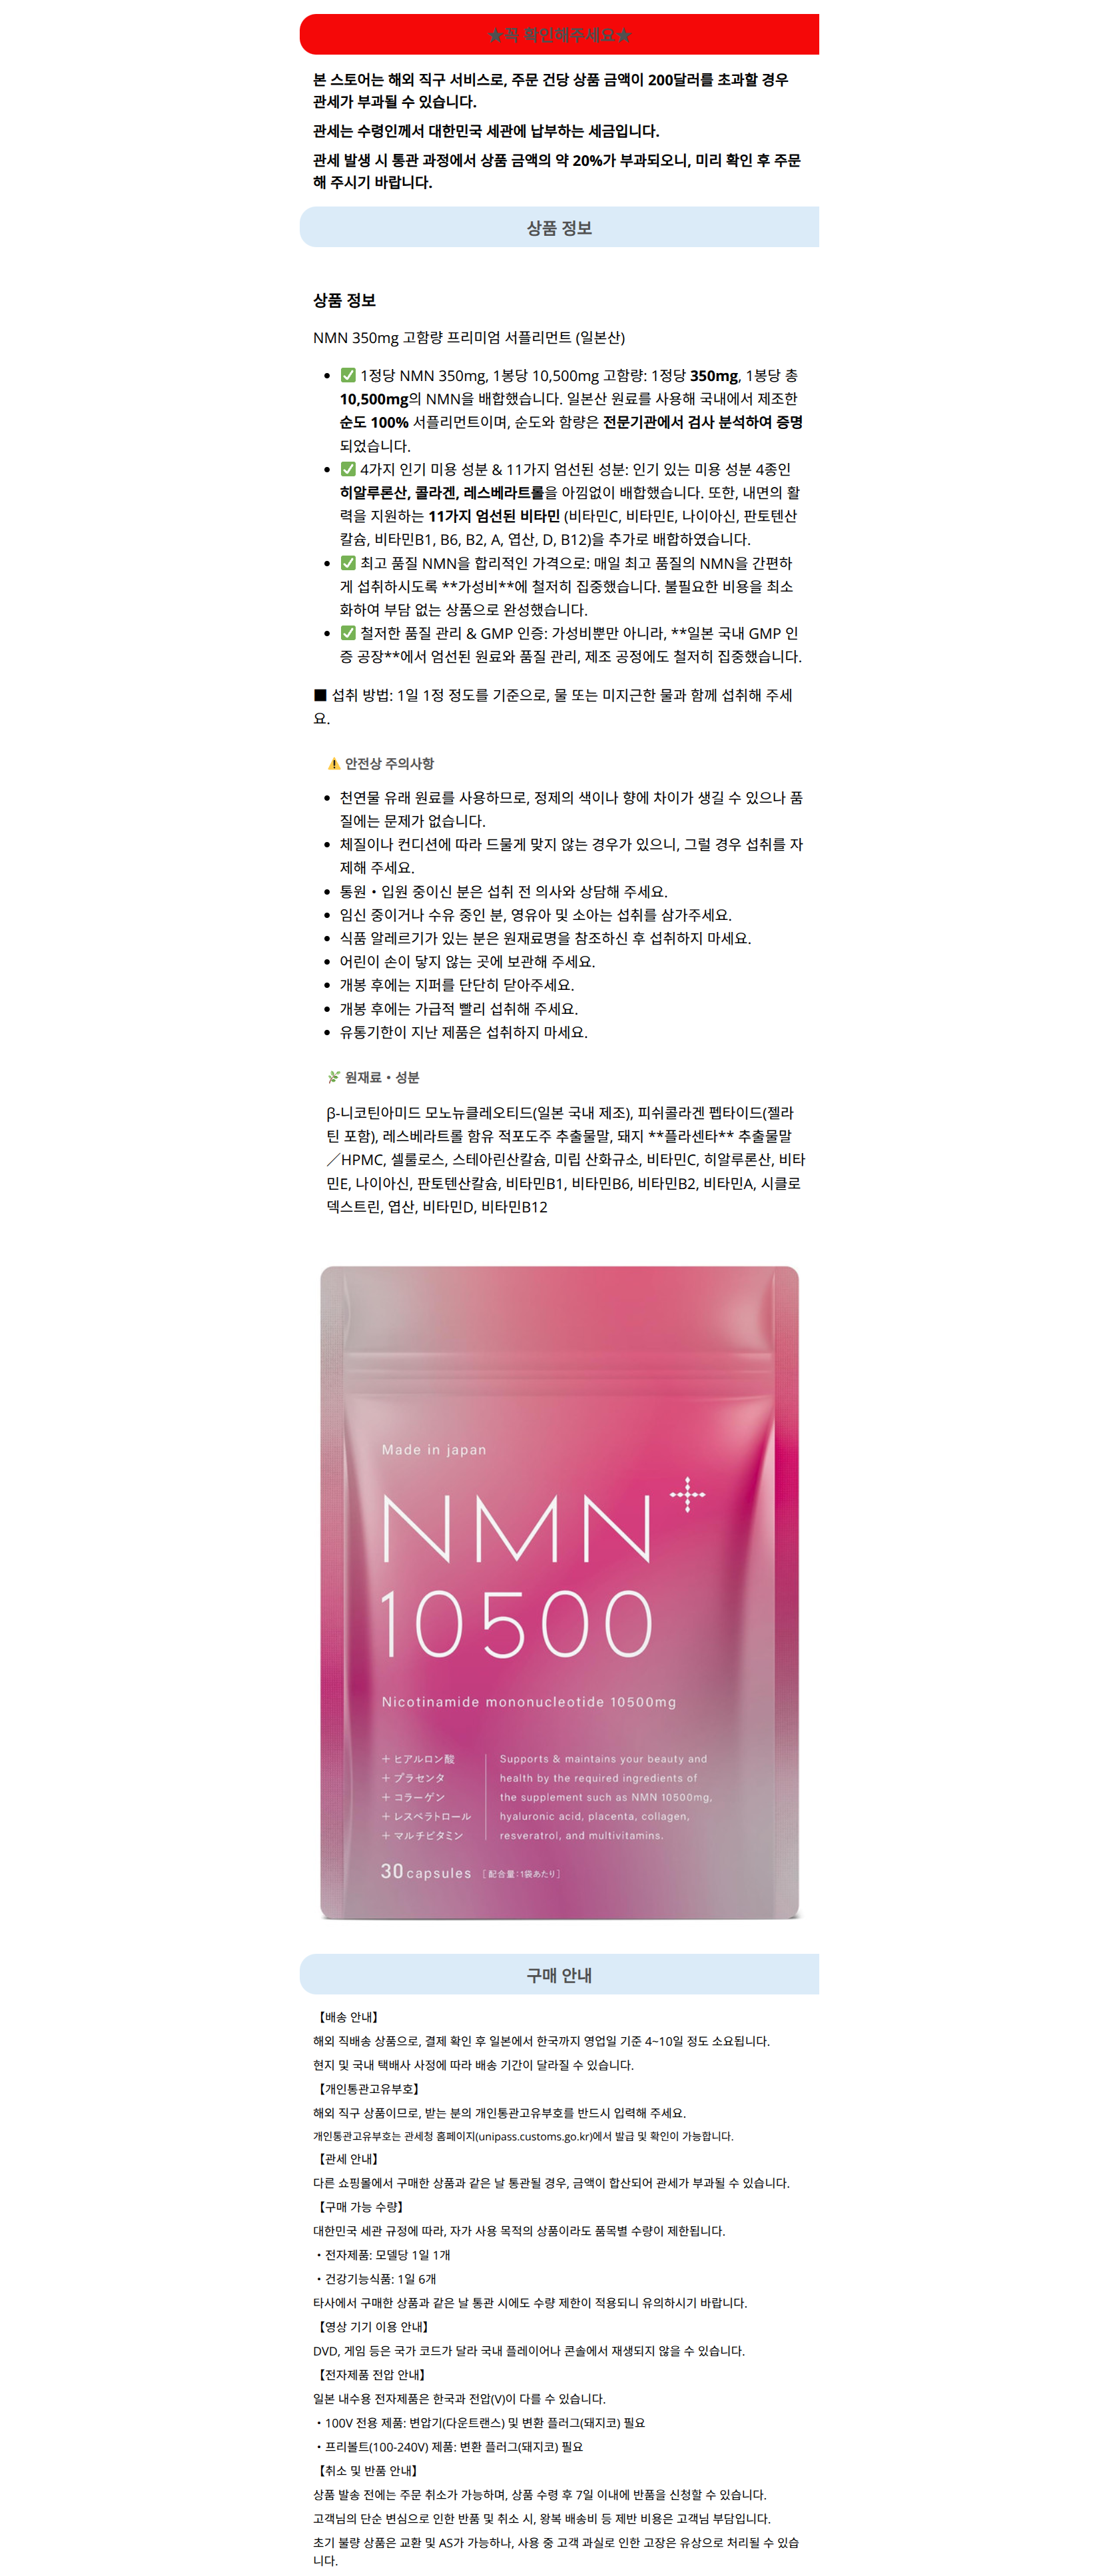 ★꼭 확인해주세요★
본 스토어는 해외 직구 서비스로, 주문 건당 상품 금액이 200달러를 초과할 경우
관세가 부과될 수 있습니다.
관세는 수령인께서 대한민국 세관에 납부하는 세금입니다.
관세 발생 시 통관 과정에서 상품 금액의 약 20%가 부과되오니, 미리 확인 후 주문
해 주시기 바랍니다.
상품 정보
상품 정보
NMN 350mg 고함량 프리미엄 서플리먼트 (일본산)
• ✅ 1정당 NMN 350mg, 1봉당 10,500mg 고함량: 1정당 350mg, 1봉당 총
10,500mg의 NMN을 배합했습니다. 일본산 원료를 사용해 국내에서 제조한
순도 100% 서플리먼트이며, 순도와 함량은 전문기관에서 검사 분석하여 증명
되었습니다.
• ✅ 4가지 인기 미용 성분 & 11가지 엄선된 성분: 인기 있는 미용 성분 4종인
히알루론산, 콜라겐, 레스베라트롤을 아낌없이 배합했습니다. 또한, 내면의 활
력을 지원하는 11가지 엄선된 비타민 (비타민C, 비타민E, 나이아신, 판토텐산
칼슘, 비타민B1, B6, B2, A, 엽산, D, B12)을 추가로 배합하였습니다.
• ✅ 최고 품질 NMN을 합리적인 가격으로: 매일 최고 품질의 NMN을 간편하
게 섭취하시도록 **가성비**에 철저히 집중했습니다. 불필요한 비용을 최소
화하여 부담 없는 상품으로 완성했습니다.
• ✅ 철저한 품질 관리 & GMP 인증: 가성비뿐만 아니라, **일본 국내 GMP 인
증 공장**에서 엄선된 원료와 품질 관리, 제조 공정에도 철저히 집중했습니다.
■ 섭취 방법: 1일 1정 정도를 기준으로, 물 또는 미지근한 물과 함께 섭취해 주세
요.
⚠️ 안전상 주의사항
• 천연물 유래 원료를 사용하므로, 정제의 색이나 향에 차이가 생길 수 있으나 품
질에는 문제가 없습니다.
• 체질이나 컨디션에 따라 드물게 맞지 않는 경우가 있으니, 그럴 경우 섭취를 자
제해 주세요.
• 통원・입원 중이신 분은 섭취 전 의사와 상담해 주세요.
• 임신 중이거나 수유 중인 분, 영유아 및 소아는 섭취를 삼가주세요.
• 식품 알레르기가 있는 분은 원재료명을 참조하신 후 섭취하지 마세요.
• 어린이 손이 닿지 않는 곳에 보관해 주세요.
• 개봉 후에는 지퍼를 단단히 닫아주세요.
• 개봉 후에는 가급적 빨리 섭취해 주세요.
• 유통기한이 지난 제품은 섭취하지 마세요.
🌿 원재료・성분
β-니코틴아미드 모노뉴클레오티드(일본 국내 제조), 피쉬콜라겐 펩타이드(젤라
틴 포함), 레스베라트롤 함유 적포도주 추출물말, 돼지 **플라센타** 추출물말
／HPMC, 셀룰로스, 스테아린산칼슘, 미립 산화규소, 비타민C, 히알루론산, 비타
민E, 나이아신, 판토텐산칼슘, 비타민B1, 비타민B6, 비타민B2, 비타민A, 시클로
덱스트린, 엽산, 비타민D, 비타민B12
Made in japan
NMN
10500
Nicotinamide mononucleotide 10500mg
+ ヒアルロン酸
+ プラセンタ
+ コラーゲン
+ レスベラトロール
+ マルチビタミン
Supports & maintains your beauty and
health by the required ingredients of
the supplement such as NMN 10500mg,
hyaluronic acid, placenta, collagen,
resveratrol, and multivitamins.
30 capsules [配合量:1袋あたり]
구매 안내
【배송 안내】
해외 직배송 상품으로, 결제 확인 후 일본에서 한국까지 영업일 기준 4~10일 정도 소요됩니다.
현지 및 국내 택배사 사정에 따라 배송 기간이 달라질 수 있습니다.
【개인통관고유부호】
해외 직구 상품이므로, 받는 분의 개인통관고유부호를 반드시 입력해 주세요.
개인통관고유부호는 관세청 홈페이지(unipass.customs.go.kr)에서 발급 및 확인이 가능합니다.
【관세 안내】
다른 쇼핑몰에서 구매한 상품과 같은 날 통관될 경우, 금액이 합산되어 관세가 부과될 수 있습니다.
【구매 가능 수량】
대한민국 세관 규정에 따라, 자가 사용 목적의 상품이라도 품목별 수량이 제한됩니다.
・전자제품: 모델당 1일 1개
・건강기능식품: 1일 6개
타사에서 구매한 상품과 같은 날 통관 시에도 수량 제한이 적용되니 유의하시기 바랍니다.
【영상 기기 이용 안내】
DVD, 게임 등은 국가 코드가 달라 국내 플레이어나 콘솔에서 재생되지 않을 수 있습니다.
【전자제품 전압 안내】
일본 내수용 전자제품은 한국과 전압(V)이 다를 수 있습니다.
・100V 전용 제품: 변압기(다운트랜스) 및 변환 플러그(돼지코) 필요
・프리볼트(100-240V) 제품: 변환 플러그(돼지코) 필요
【취소 및 반품 안내】
상품 발송 전에는 주문 취소가 가능하며, 상품 수령 후 7일 이내에 반품을 신청할 수 있습니다.
고객님의 단순 변심으로 인한 반품 및 취소 시, 왕복 배송비 등 제반 비용은 고객님 부담입니다.
초기 불량 상품은 교환 및 AS가 가능하나, 사용 중 고객 과실로 인한 고장은 유상으로 처리될 수 있습
니다.